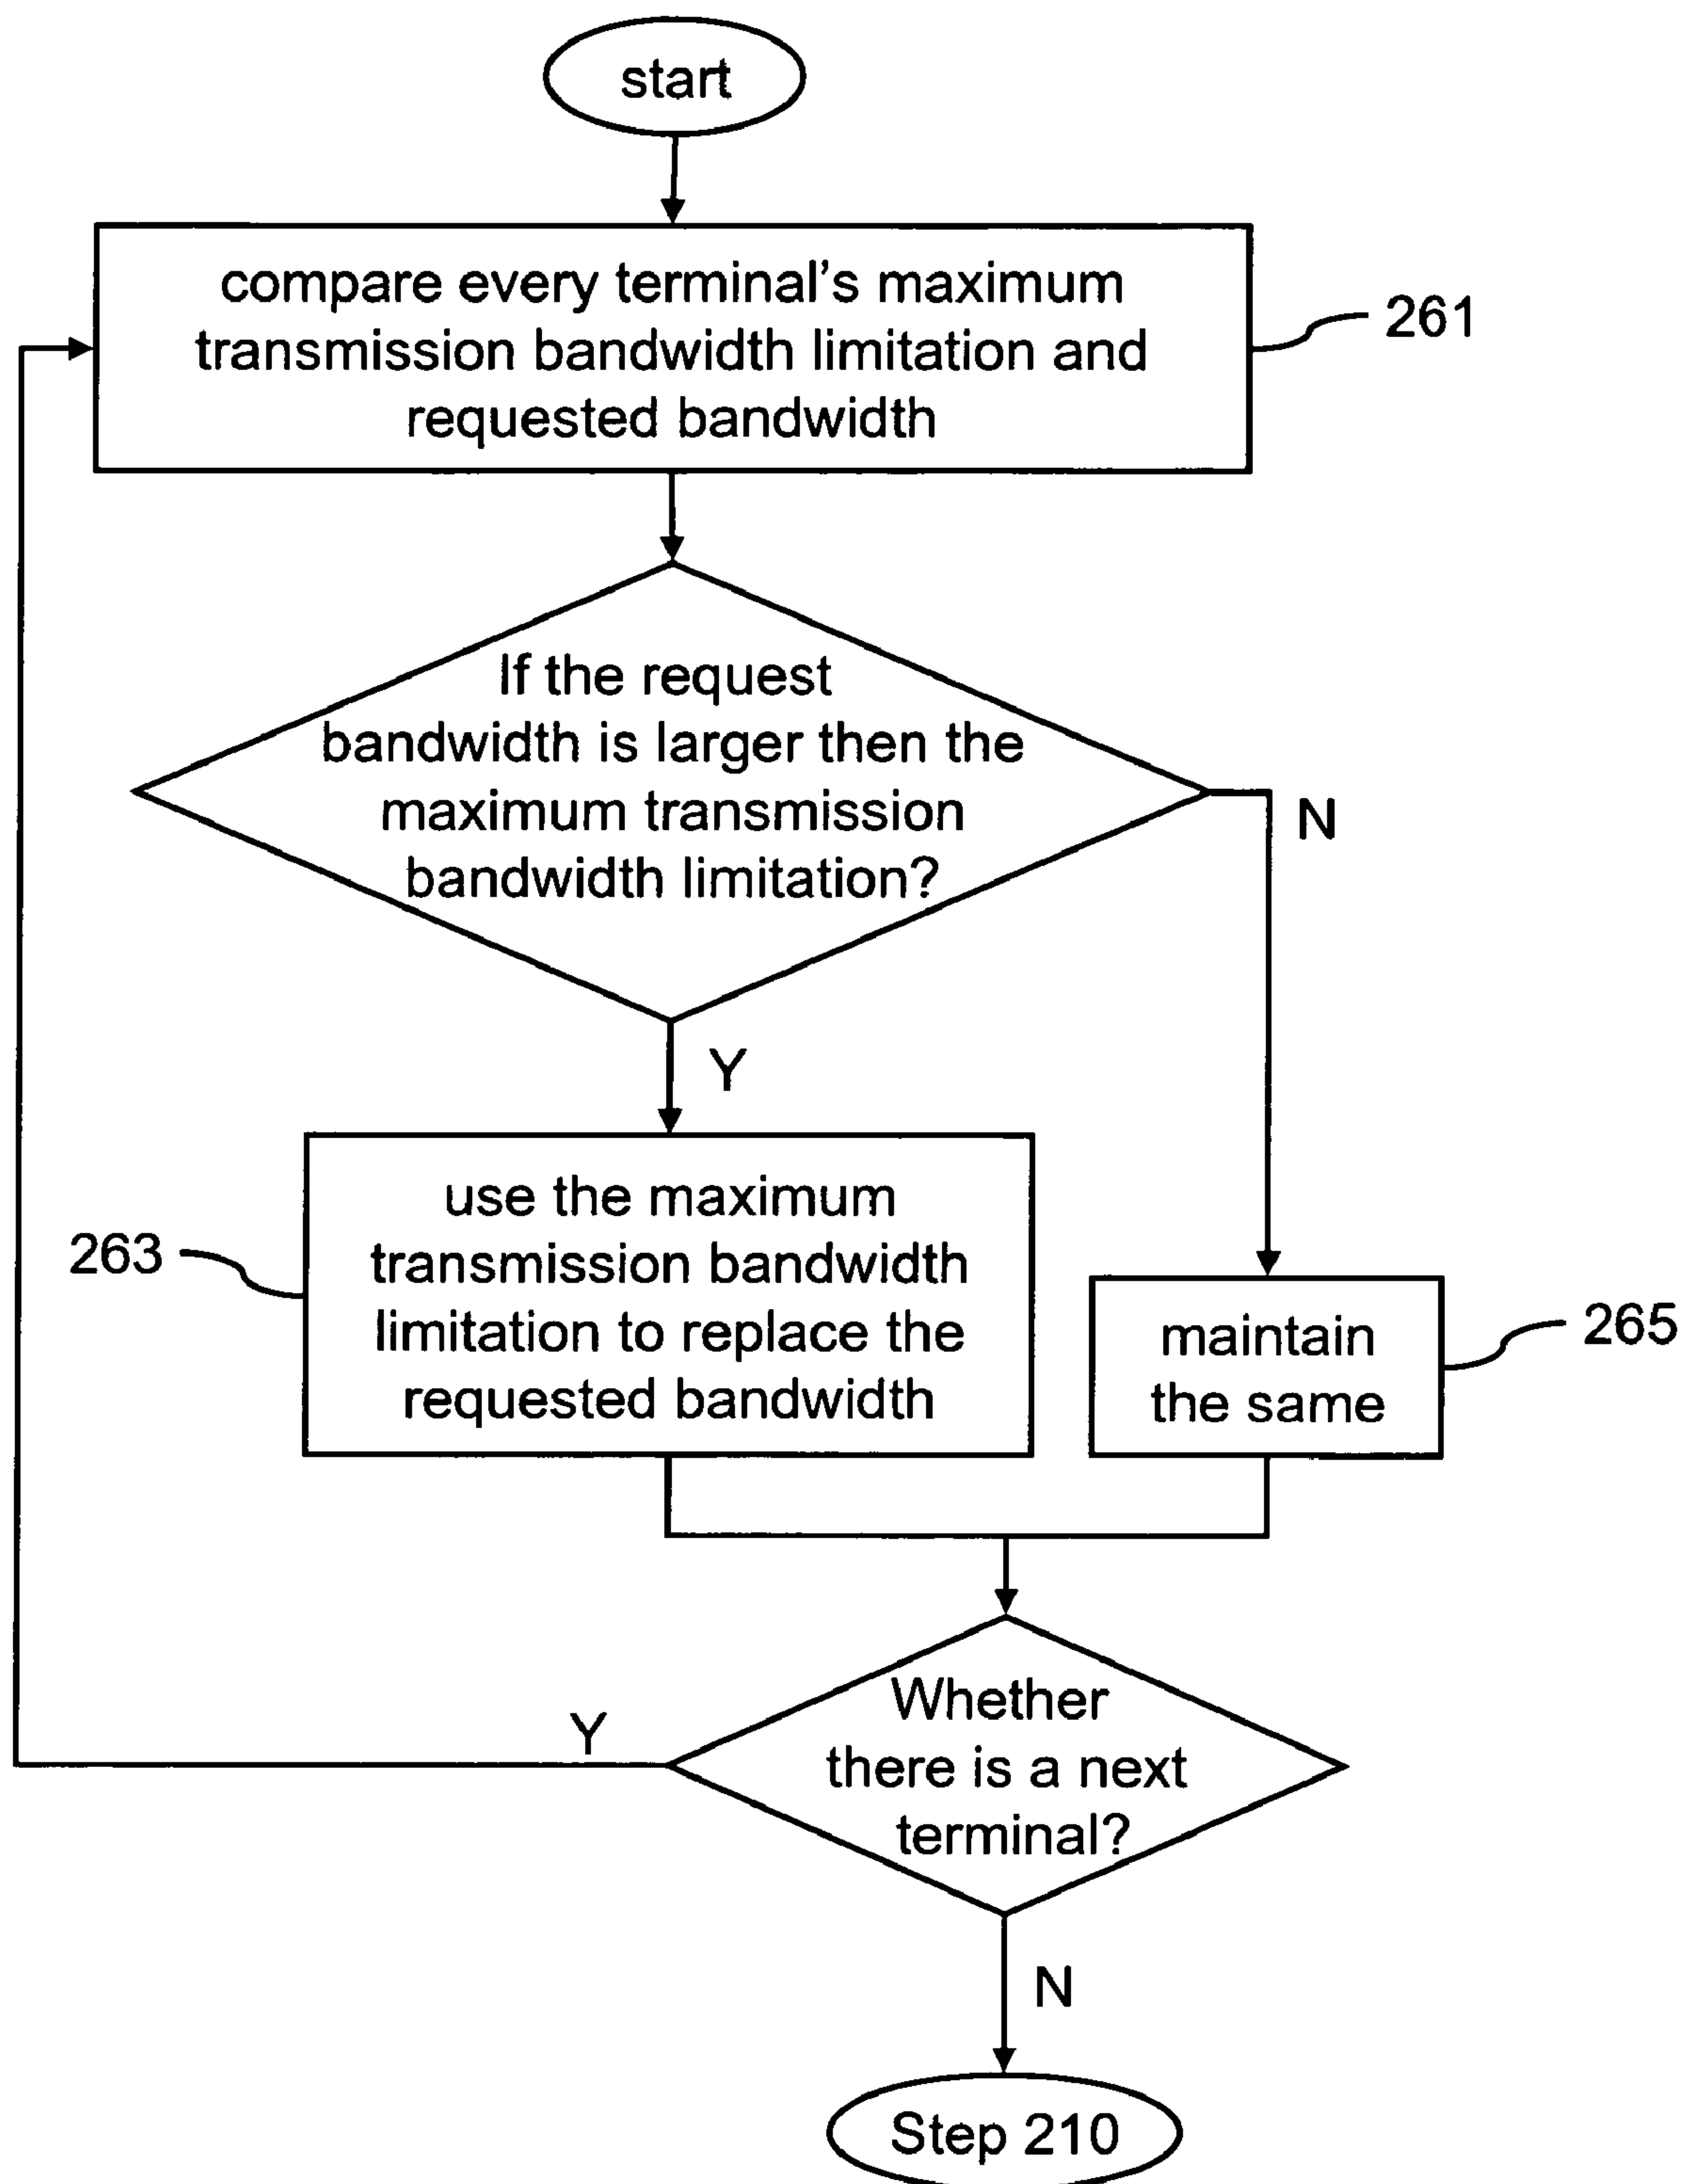 start
compare every terminal's maximum
transmission bandwidth limitation and
requested bandwidth
261
If the request
bandwidth is larger then the
maximum transmission
bandwidth limitation?
N
Y
use the maximum
transmission bandwidth
limitation to replace the
requested bandwidth
263
maintain
the same
265
Whether
there is a next
terminal?
Y
N
Step 210